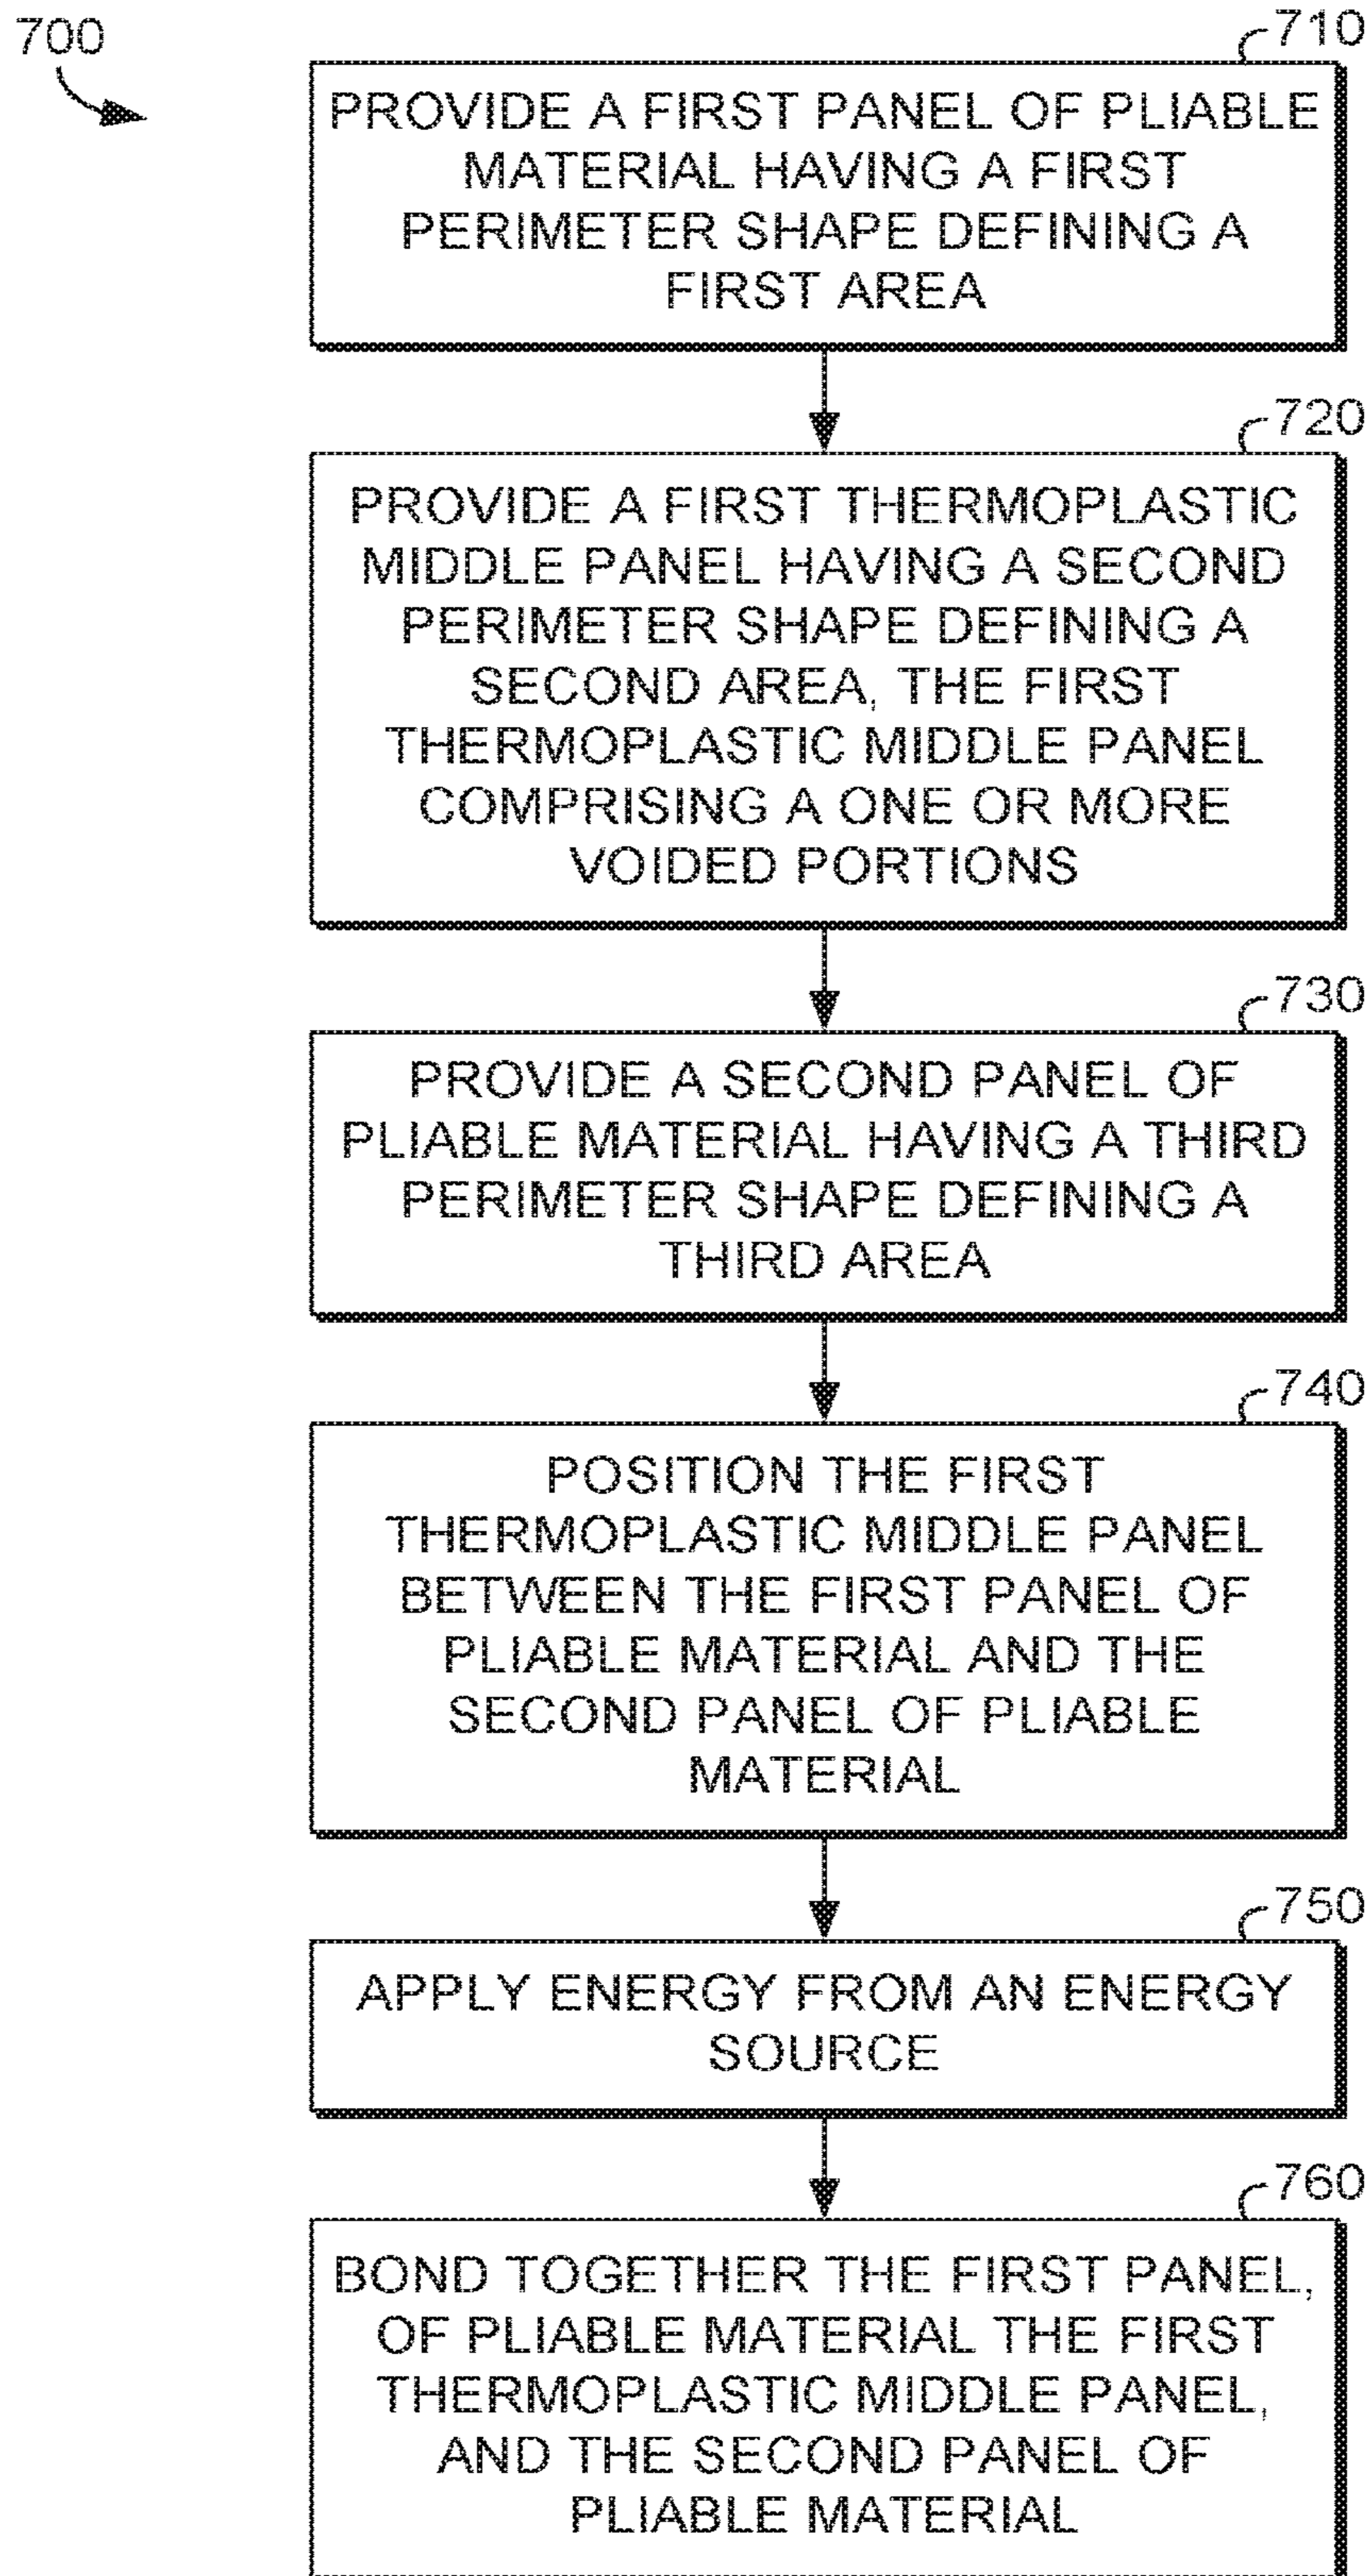 700
710
PROVIDE A FIRST PANEL OF PLIABLE
MATERIAL HAVING A FIRST
PERIMETER SHAPE DEFINING A
FIRST AREA
720
PROVIDE A FIRST THERMOPLASTIC
MIDDLE PANEL HAVING A SECOND
PERIMETER SHAPE DEFINING A
SECOND AREA, THE FIRST
THERMOPLASTIC MIDDLE PANEL
COMPRISING A ONE OR MORE
VOIDED PORTIONS
730
PROVIDE A SECOND PANEL OF
PLIABLE MATERIAL HAVING A THIRD
PERIMETER SHAPE DEFINING A
THIRD AREA
740
POSITION THE FIRST
THERMOPLASTIC MIDDLE PANEL
BETWEEN THE FIRST PANEL OF
PLIABLE MATERIAL AND THE
SECOND PANEL OF PLIABLE
MATERIAL
750
APPLY ENERGY FROM AN ENERGY
SOURCE
760
BOND TOGETHER THE FIRST PANEL,
OF PLIABLE MATERIAL THE FIRST
THERMOPLASTIC MIDDLE PANEL,
AND THE SECOND PANEL OF
PLIABLE MATERIAL